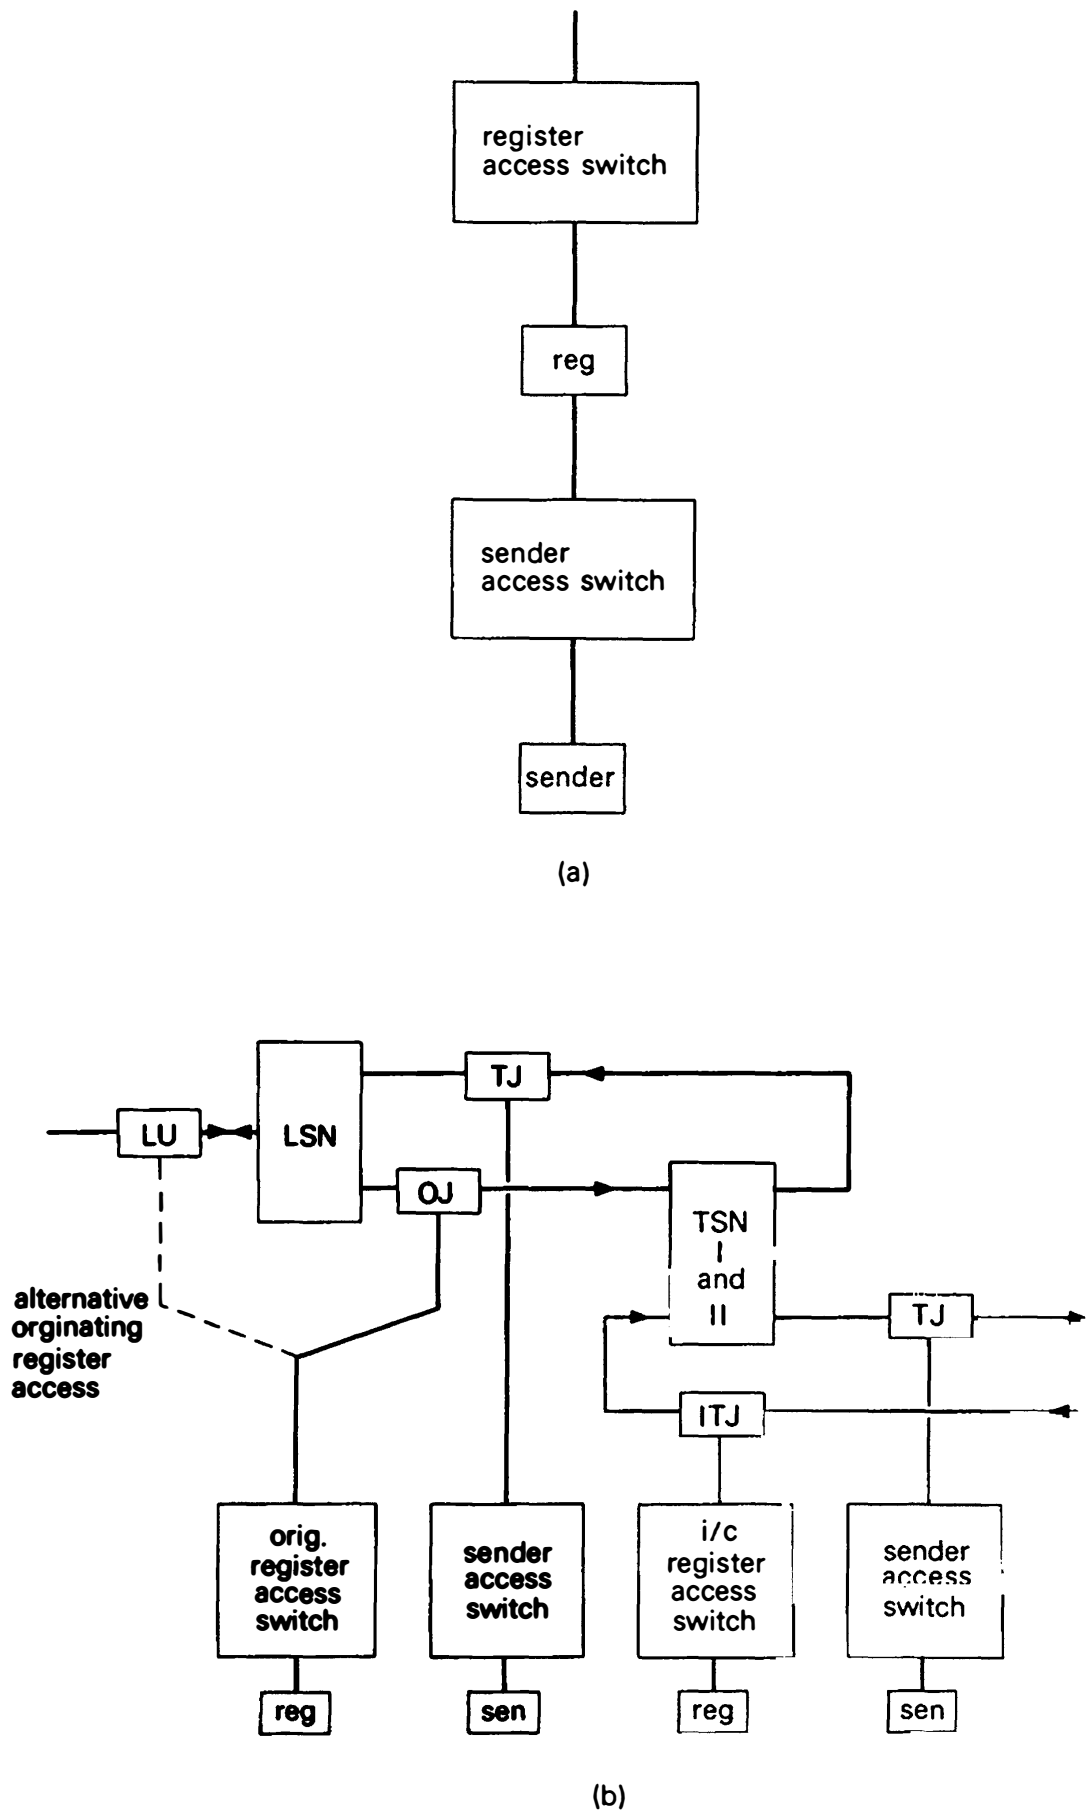 register
access switch
reg
sender
access switch
sender
(a)
TJ
LU
LSN
OJ
TSN
I
and
II
alternative
orginating
register
access
TJ
ITJ
orig.
register
access
switch
sender
access
switch
i/c
register
access
switch
sender
access
switch
reg
sen
reg
sen
(b)